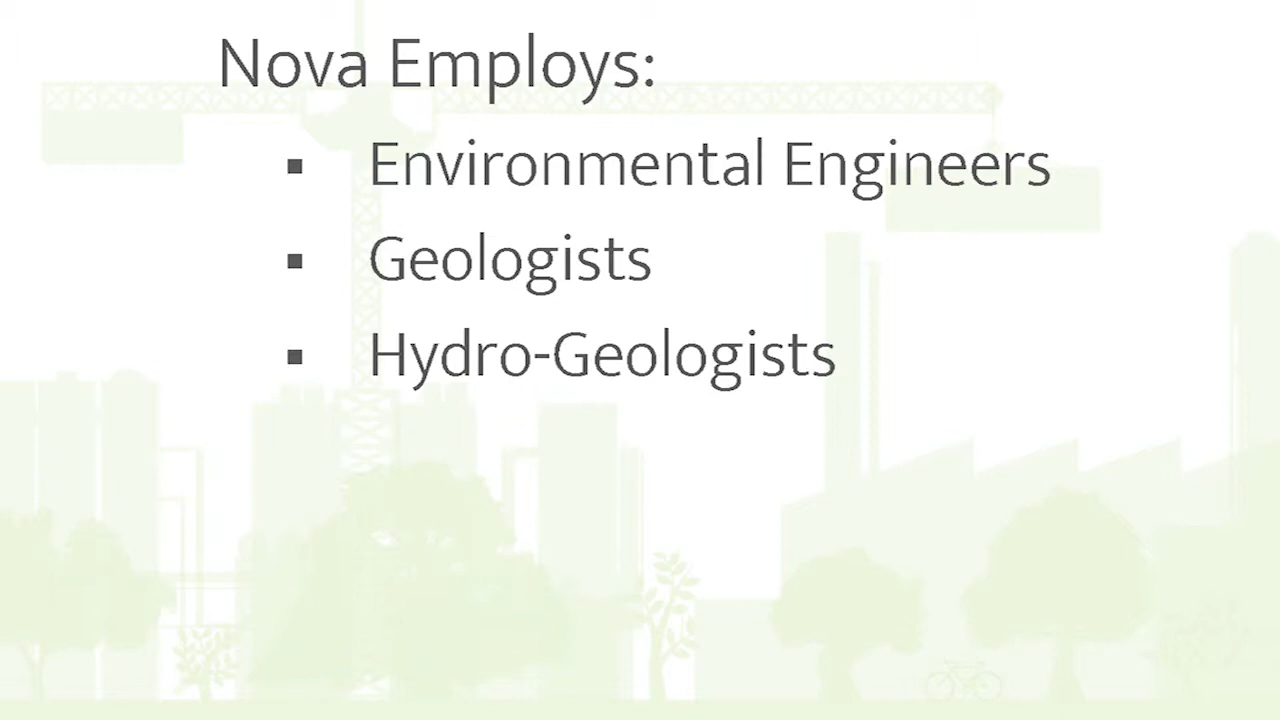 Nova Employs:
▪ Environmental Engineers
▪ Geologists
▪ Hydro-Geologists